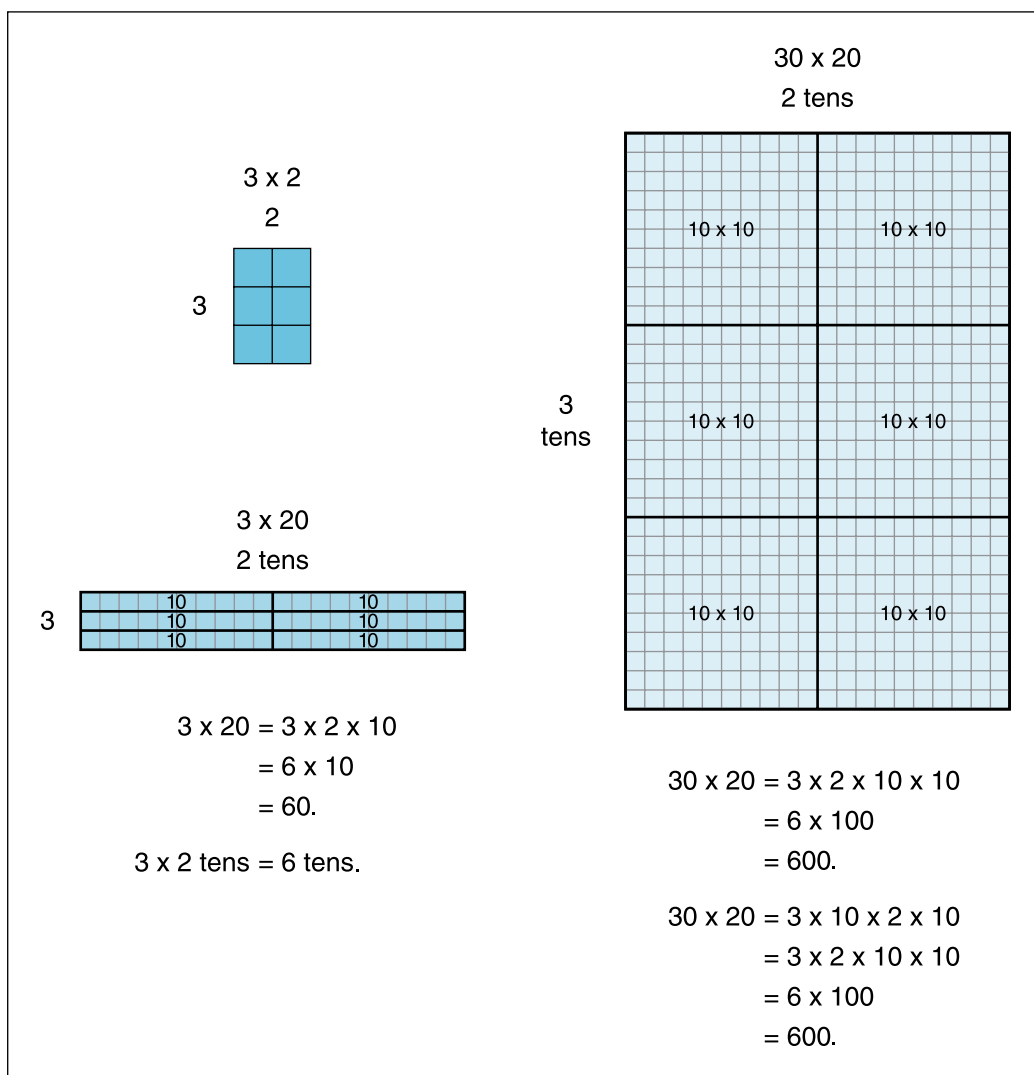 3 x 2
2
3
3 x 20
2 tens
3
10 10
10 10
10 10
3 x 20 = 3 x 2 x 10
= 6 x 10
= 60.
3 x 2 tens = 6 tens.
30 x 20
2 tens
10 x 10 10 x 10
3
tens
10 x 10 10 x 10
10 x 10 10 x 10
30 x 20 = 3 x 2 x 10 x 10
= 6 x 100
= 600.
30 x 20 = 3 x 10 x 2 x 10
= 3 x 2 x 10 x 10
= 6 x 100
= 600.